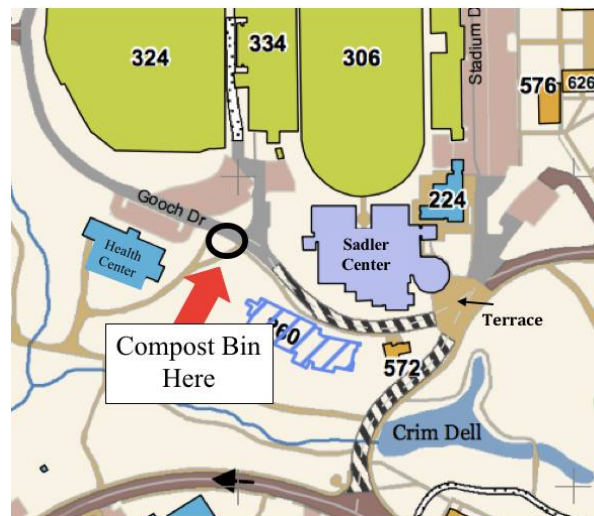 324
334
306
Stadium D
576
626
Gooch Dr
224
Health
Center
Sadler
Center
Terrace
Compost Bin
Here
572
Crim Dell